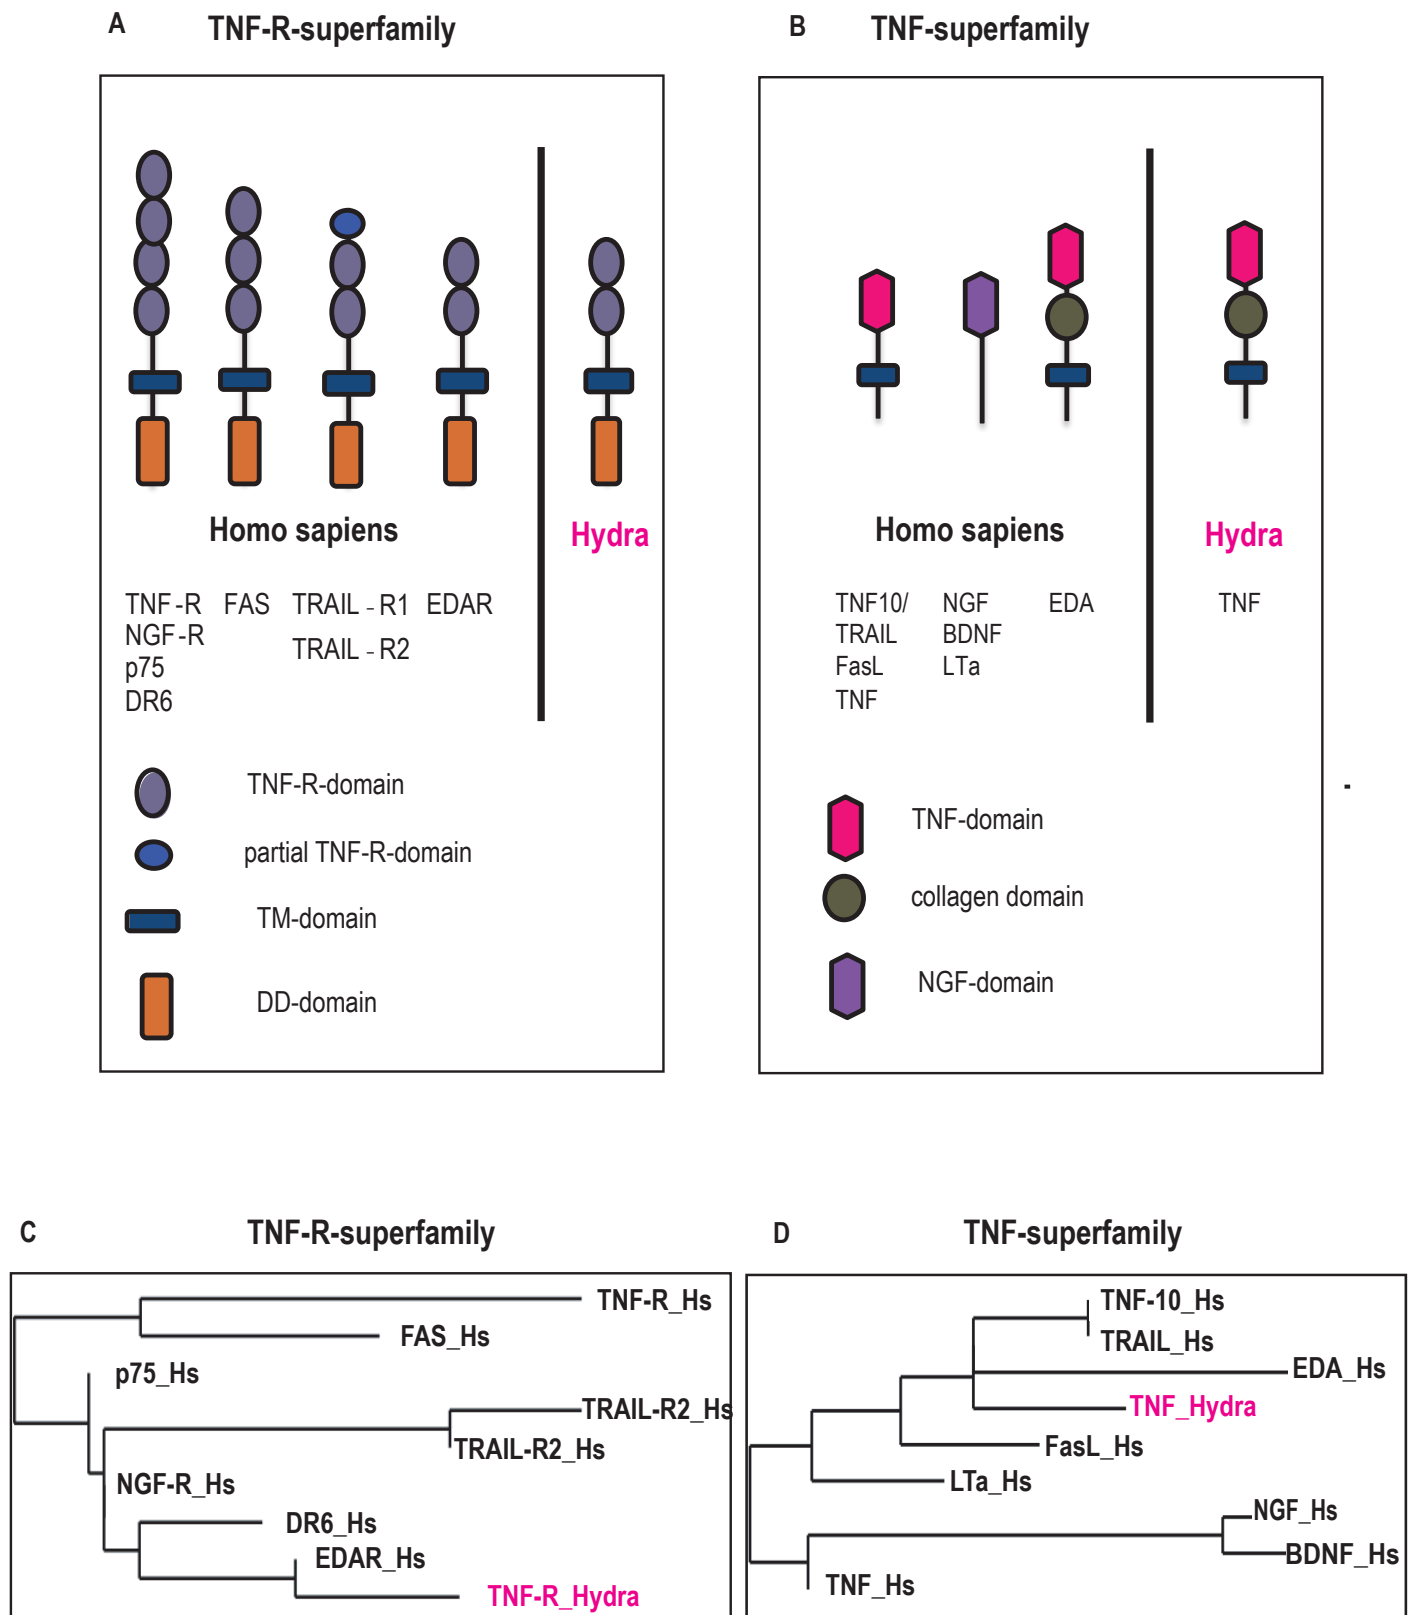 A
TNF-R-superfamily
Homo sapiens
Hydra
TNF-R FAS TRAIL - R1 EDAR
NGF-R
TRAIL - R2
p75
DR6
TNF-R-domain
partial TNF-R-domain
TM-domain
DD-domain
B
TNF-superfamily
Homo sapiens
Hydra
TNF10/ NGF EDA TNF
TRAIL BDNF
FasL LTa
TNF
TNF-domain
collagen domain
NGF-domain
-
C
TNF-R-superfamily
TNF-R_Hs
FAS_Hs
p75_Hs
TRAIL-R2_Hs
TRAIL-R2_Hs
NGF-R_Hs
DR6_Hs
EDAR_Hs
TNF-R_Hydra
D
TNF-superfamily
TNF-10_Hs
TRAIL_Hs
EDA_Hs
TNF_Hydra
FasL_Hs
LTa_Hs
NGF_Hs
BDNF_Hs
TNF_Hs